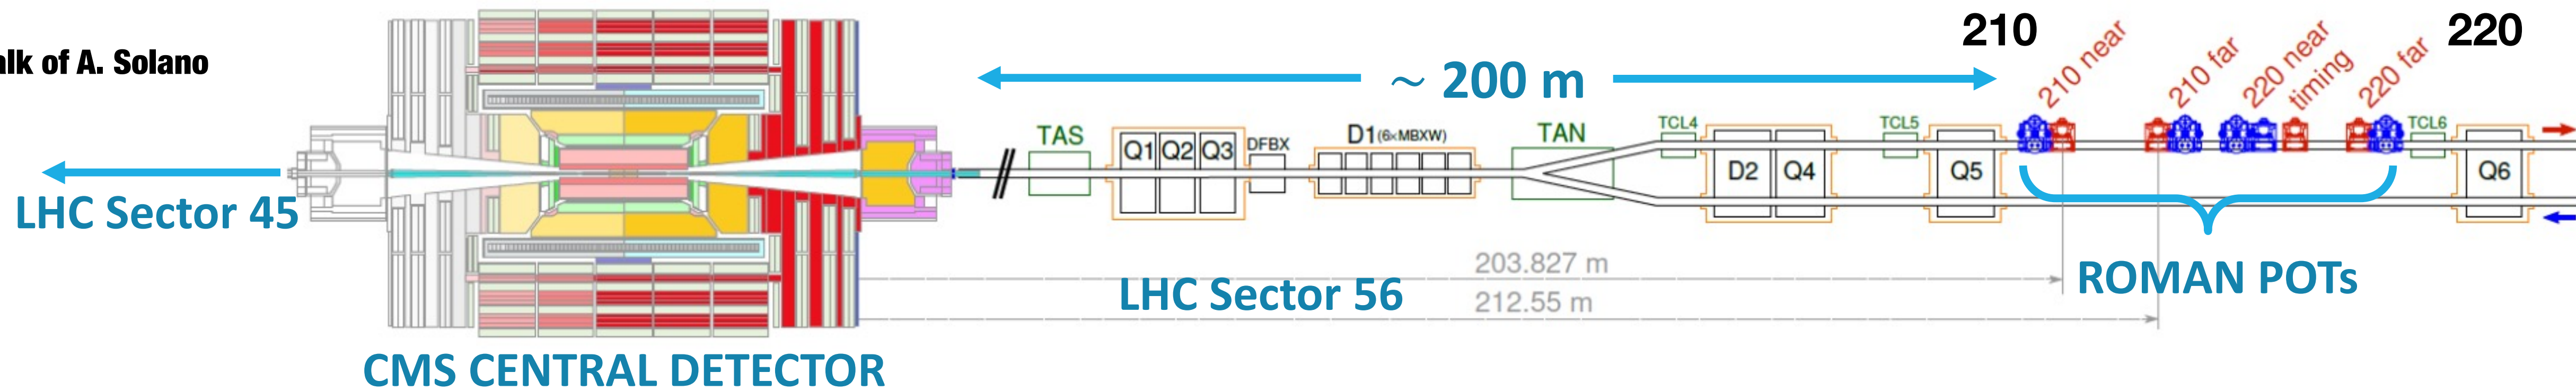 alk of A. Solano
LHC Sector 45
CMS CENTRAL DETECTOR
~ 200 m
TAS
Q1 Q2 Q3
DFBX
D1(6×MBXW)
TAN
TCL4
D2 Q4
TCL5
Q5
210
210 near
210 far
220 near
timing
220 far
220
TCL6
Q6
203.827 m
LHC Sector 56
212.55 m
ROMAN POTs